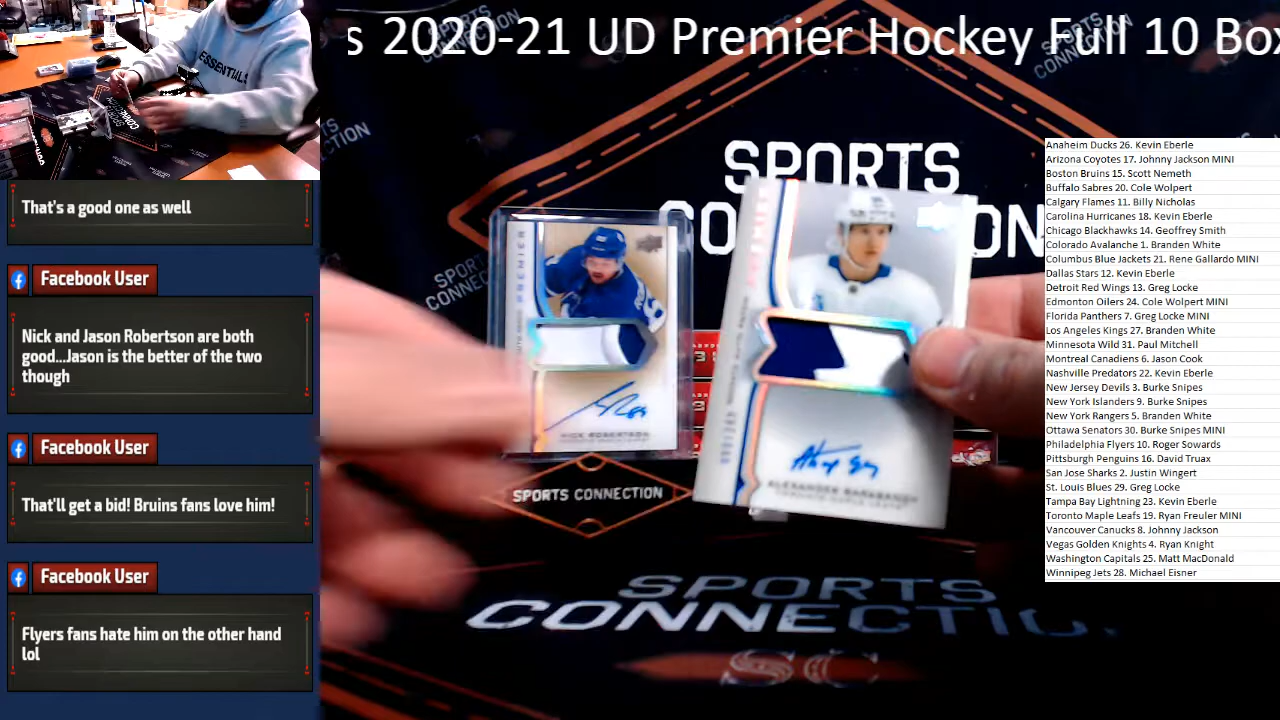 s 2020-21 UD Premier Hockey Full 10 Box
ESSENTIALS
That's a good one as well
Facebook User
Nick and Jason Robertson are both
good...Jason is the better of the two
though
Facebook User
That'll get a bid! Bruins fans love him!
Facebook User
Flyers fans hate him on the other hand
lol
SPORTS
CONNECTION
PREMIER
NICK ROBERTSON
ALEXANDER BARABANOV
TORONTO MAPLE LEAFS
SPORTS CONNECTION
SPORTS
CONNECTION
SC
Anaheim Ducks 26. Kevin Eberle
Arizona Coyotes 17. Johnny Jackson MINI
Boston Bruins 15. Scott Nemeth
Buffalo Sabres 20. Cole Wolpert
Calgary Flames 11. Billy Nicholas
Carolina Hurricanes 18. Kevin Eberle
Chicago Blackhawks 14. Geoffrey Smith
Colorado Avalanche 1. Branden White
Columbus Blue Jackets 21. Rene Gallardo MINI
Dallas Stars 12. Kevin Eberle
Detroit Red Wings 13. Greg Locke
Edmonton Oilers 24. Cole Wolpert MINI
Florida Panthers 7. Greg Locke MINI
Los Angeles Kings 27. Branden White
Minnesota Wild 31. Paul Mitchell
Montreal Canadiens 6. Jason Cook
Nashville Predators 22. Kevin Eberle
New Jersey Devils 3. Burke Snipes
New York Islanders 9. Burke Snipes
New York Rangers 5. Branden White
Ottawa Senators 30. Burke Snipes MINI
Philadelphia Flyers 10. Roger Sowards
Pittsburgh Penguins 16. David Truax
San Jose Sharks 2. Justin Wingert
St. Louis Blues 29. Greg Locke
Tampa Bay Lightning 23. Kevin Eberle
Toronto Maple Leafs 19. Ryan Freuler MINI
Vancouver Canucks 8. Johnny Jackson
Vegas Golden Knights 4. Ryan Knight
Washington Capitals 25. Matt MacDonald
Winnipeg Jets 28. Michael Eisner